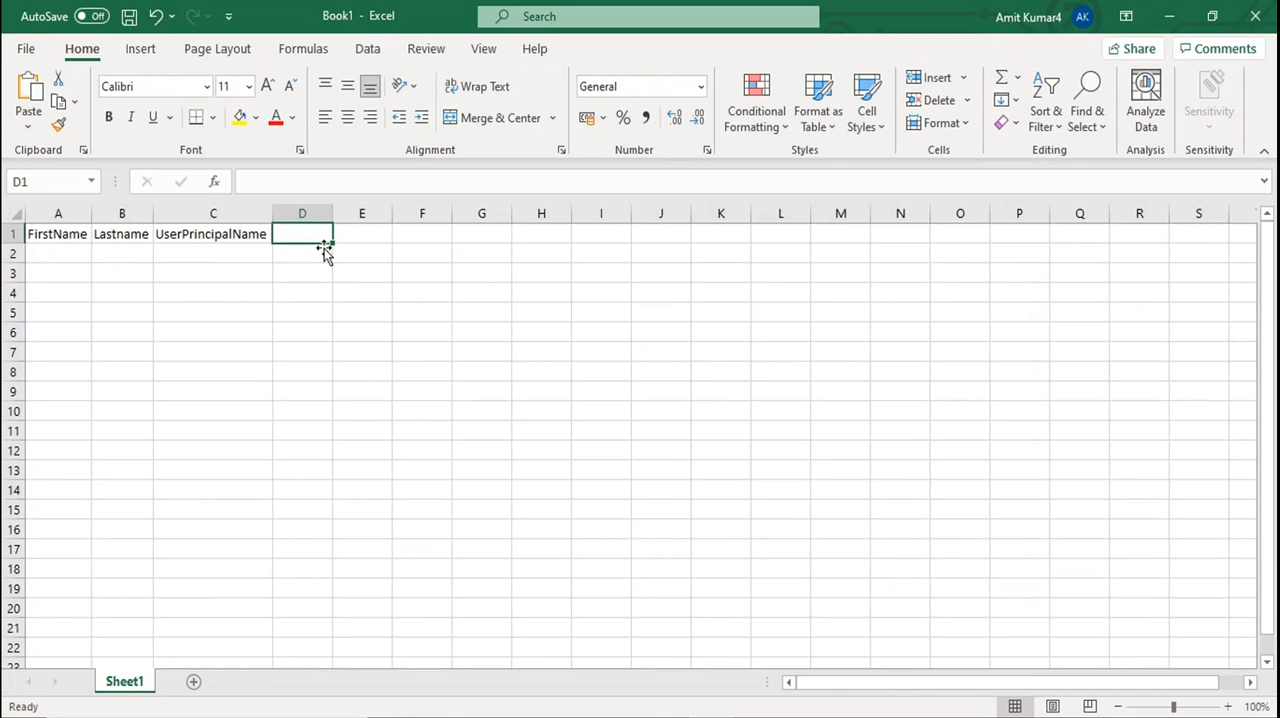 AutoSave Off Book1 - Excel Search Amit Kumar4 AK
File Home Insert Page Layout Formulas Data Review View Help Share Comments
Paste
Clipboard
Calibri 11
B I U A
Font
Wrap Text
Merge & Center
Alignment
General
% ,
Number
Conditional Formatting
Format as Table
Cell Styles
Styles
Insert
Delete
Format
Cells
Sort & Filter
Find & Select
Editing
Analyze Data
Analysis
Sensitivity
Sensitivity
D1 fx
A B C D E F G H I J K L M N O P Q R S
1 FirstName Lastname UserPrincipalName
2
3
4
5
6
7
8
9
10
11
12
13
14
15
16
17
18
19
20
21
22
23
Sheet1
Ready 100%